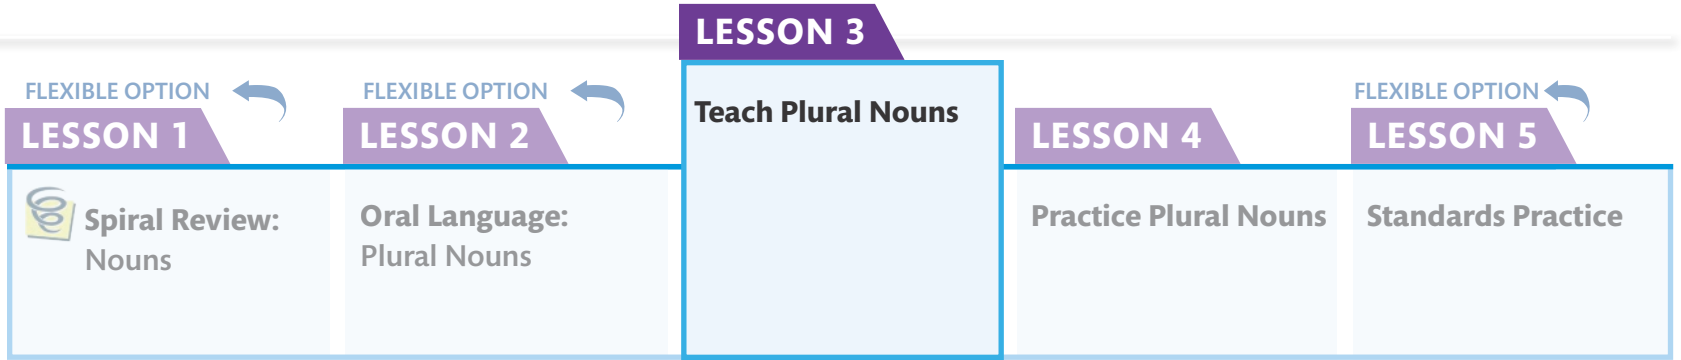 FLEXIBLE OPTION
LESSON 1
Spiral Review:
Nouns
FLEXIBLE OPTION
LESSON 2
Oral Language:
Plural Nouns
LESSON 3
Teach Plural Nouns
LESSON 4
Practice Plural Nouns
FLEXIBLE OPTION
LESSON 5
Standards Practice